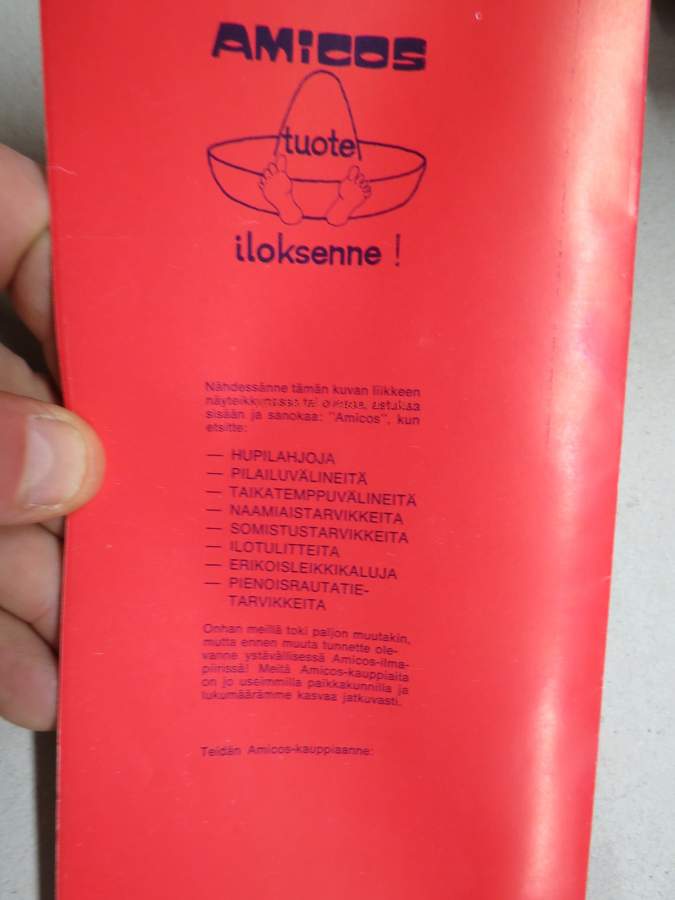 AMiCOS
tuote
iloksenne !
Nähdessänne tämän kuvan liikkeen
sisään ja sanokaa: "Amicos", kun
etsitte:
— HUPILAHJOJA
— PILAILUVÄLINEITÄ
— TAIKATEMPPUVÄLINEITÄ
— NAAMIAISTARVIKKEITA
— SOMISTUSTARVIKKEITA
— ILOTULITTEITA
— ERIKOISLEIKKIKALUJA
— PIENOISRAUTATIE-
TARVIKKEITA
Onhan meillä toki paljon muutakin,
mutta ennen muuta tunnette ole-
vanne ystävällisessä Amicos-ilma-
piirissä! Meitä Amicos-kauppiaita
on jo useimmilla paikkakunnilla ja
lukumäärämme kasvaa jatkuvasti.
Teidän Amicos-kauppiaanne: